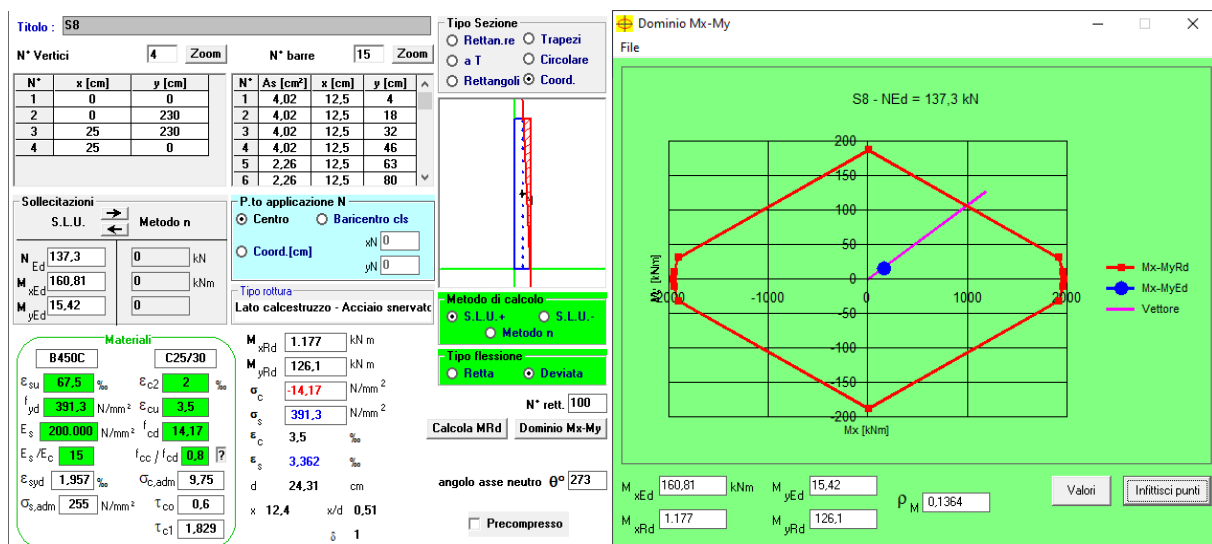 Titolo : S8
N° Vertici 4 Zoom N° barre 15 Zoom
N° x [cm] y [cm]
1 0 0
2 0 230
3 25 230
4 25 0
N° As [cm²] x [cm] y [cm]
1 4,02 12,5 4
2 4,02 12,5 18
3 4,02 12,5 32
4 4,02 12,5 46
5 2,26 12,5 63
6 2,26 12,5 80
Tipo Sezione
Rettan.re Trapezi
a T Circolare
Rettangoli Coord.
Sollecitazioni
S.L.U. Metodo n
N Ed 137,3 0 kN
M xEd 160,81 0 kNm
M yEd 15,42 0
P.to applicazione N
Centro Baricentro cls
Coord.[cm] xN 0
yN 0
Tipo rottura
Lato calcestruzzo - Acciaio snervato
Materiali
B450C C25/30
εsu 67,5 ‰ εc2 2 ‰
fyd 391,3 N/mm² εcu 3,5
Es 200.000 N/mm² fcd 14,17
Es/Ec 15 fcc / fcd 0,8 ?
εsyd 1,957 ‰ σc,adm 9,75
σs,adm 255 N/mm² τco 0,6
τc1 1,829
M xRd 1.177 kN m
M yRd 126,1 kN m
σc -14,17 N/mm²
σs 391,3 N/mm²
εc 3,5 ‰
εs 3,362 ‰
d 24,31 cm
x 12,4 x/d 0,51
δ 1
Metodo di calcolo
S.L.U.+ S.L.U.-
Metodo n
Tipo flessione
Retta Deviata
N° rett. 100
Calcola MRd Dominio Mx-My
angolo asse neutro θ° 273
Precompresso
Dominio Mx-My
File
S8 - NEd = 137,3 kN
200
150
100
50
0
-50
-100
-150
-200
-2000 -1000 0 1000 2000
My [kNm]
Mx [kNm]
Mx-MyRd
Mx-MyEd
Vettore
M xEd 160,81 kNm M yEd 15,42
M xRd 1.177 M yRd 126,1
ρ M 0,1364
Valori Infittisci punti